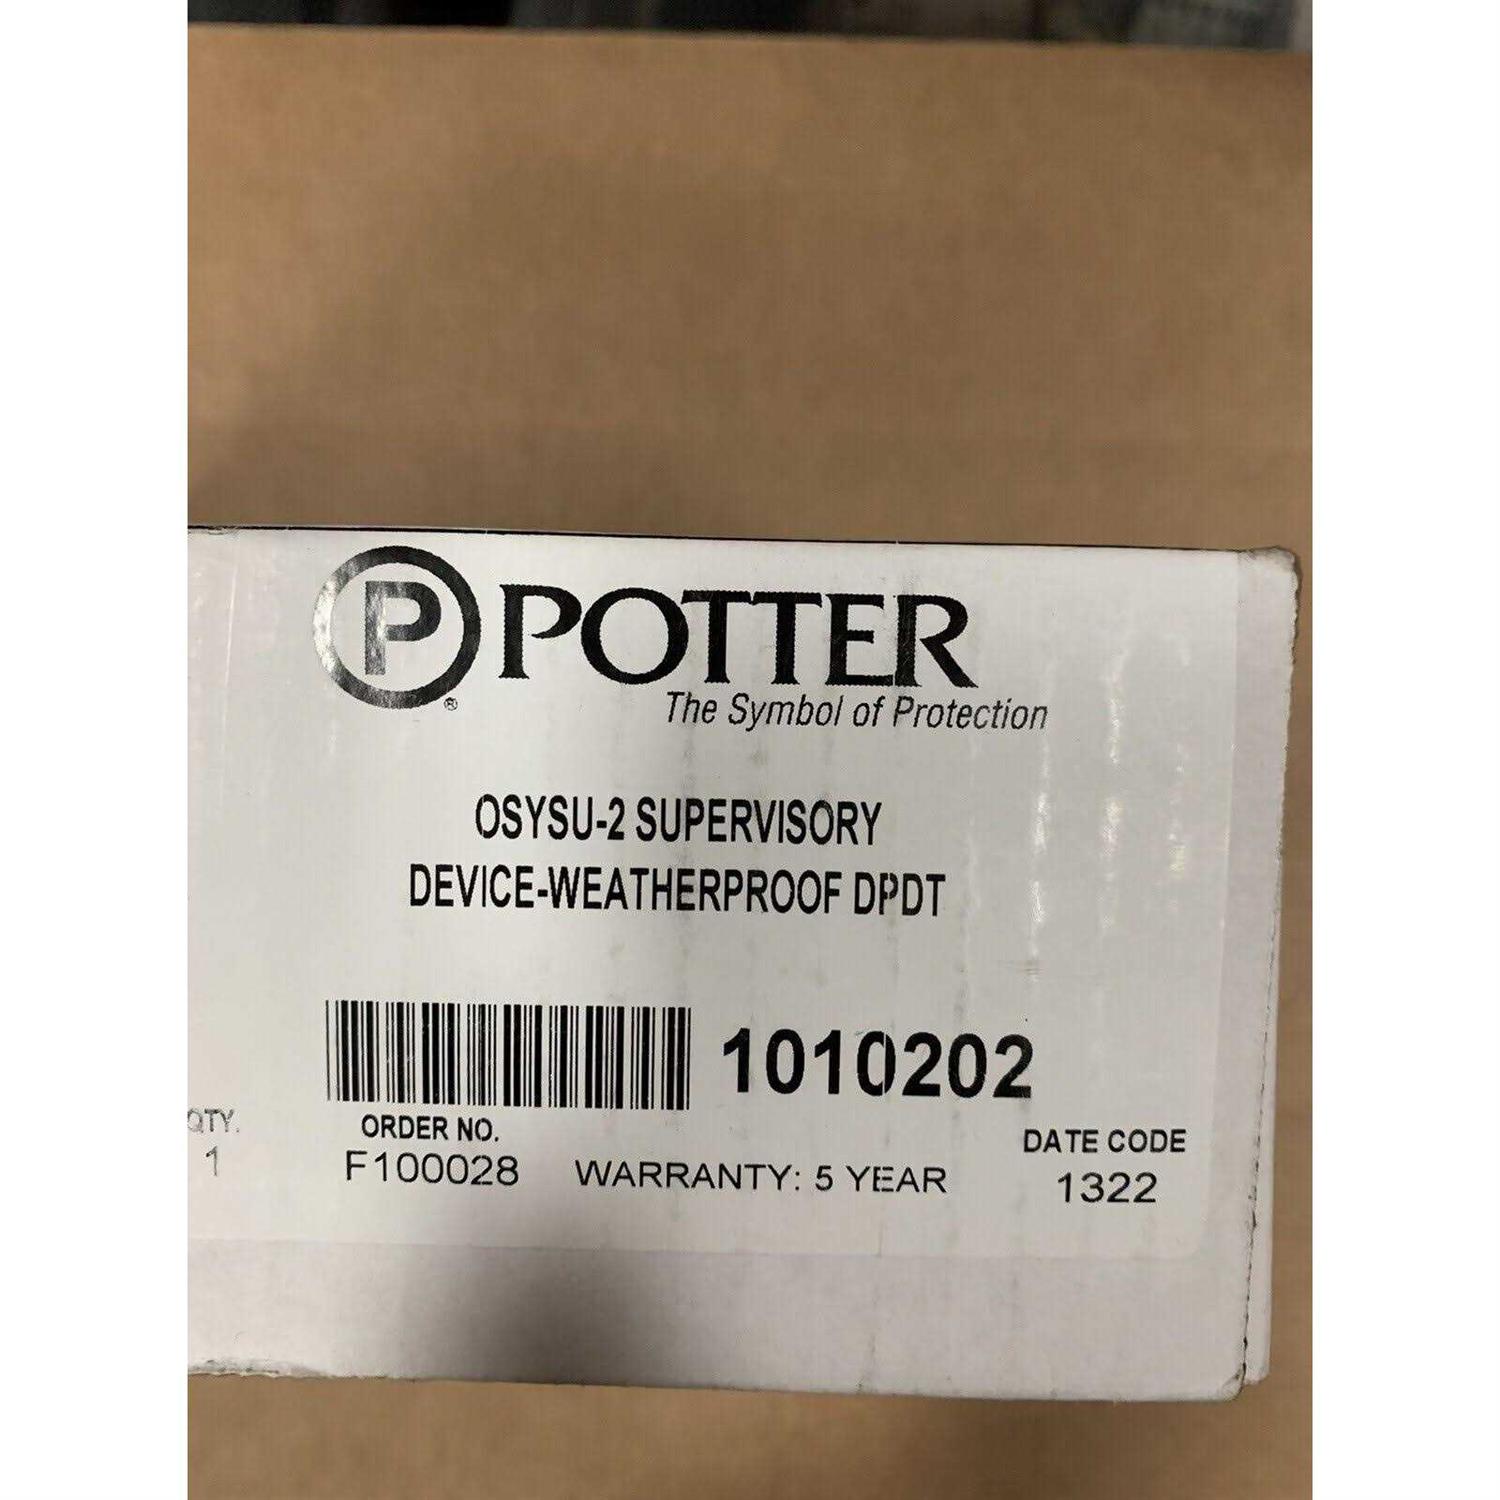 P POTTER
®
The Symbol of Protection
OSYSU-2 SUPERVISORY
DEVICE-WEATHERPROOF DPDT
1010202
QTY. ORDER NO. DATE CODE
1 F100028 WARRANTY: 5 YEAR 1322